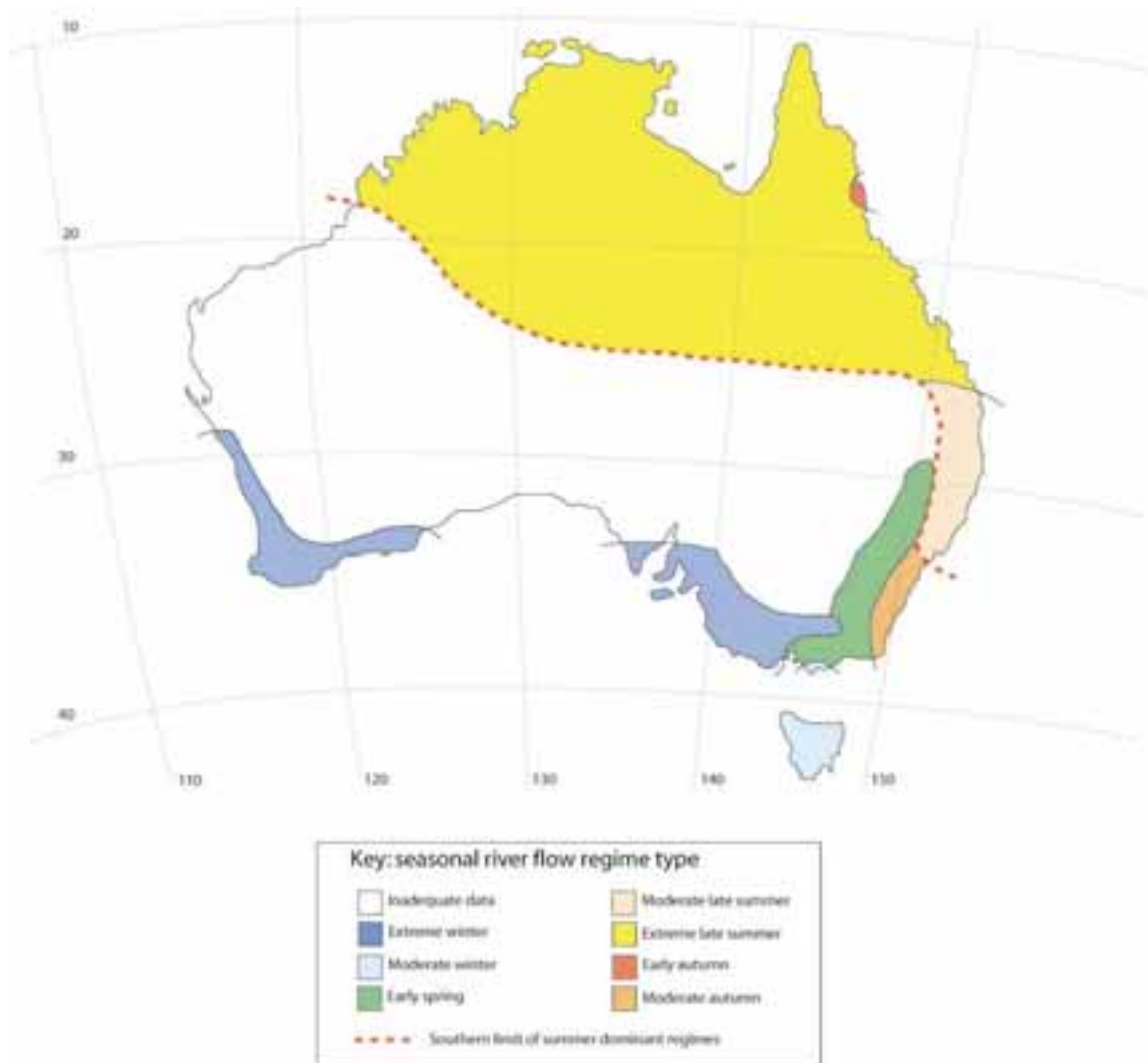 10
20
30
40
110
120
130
140
150
Key: seasonal river flow regime type
Inadequate data
Extreme winter
Moderate winter
Early spring
Moderate late summer
Extreme late summer
Early autumn
Moderate autumn
Southern limit of summer dominant regimes